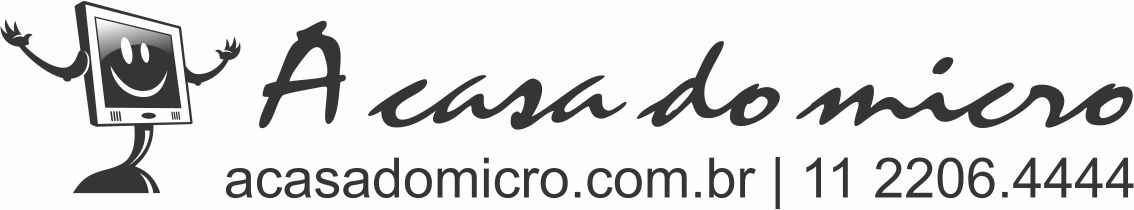 A casa do micro
acasadomicro.com.br | 11 2206.4444